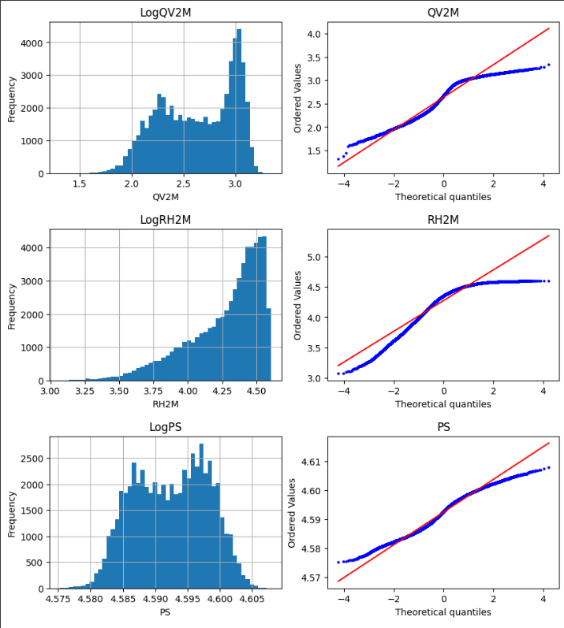 LogQV2M
Frequency
4000
3000
2000
1000
0
1.5 2.0 2.5 3.0
QV2M
QV2M
Ordered Values
4.0
3.5
3.0
2.5
2.0
1.5
−4 −2 0 2 4
Theoretical quantiles
LogRH2M
Frequency
4000
3000
2000
1000
0
3.00 3.25 3.50 3.75 4.00 4.25 4.50
RH2M
RH2M
Ordered Values
5.0
4.5
4.0
3.5
3.0
−4 −2 0 2 4
Theoretical quantiles
LogPS
Frequency
2500
2000
1500
1000
500
0
4.575 4.580 4.585 4.590 4.595 4.600 4.605
PS
PS
Ordered Values
4.61
4.60
4.59
4.58
4.57
−4 −2 0 2 4
Theoretical quantiles